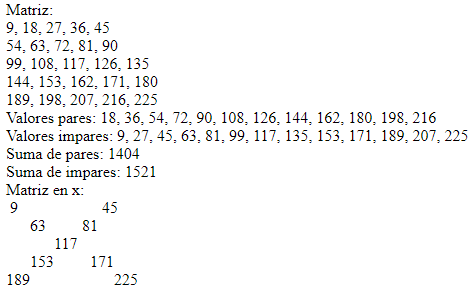 Matriz:
9, 18, 27, 36, 45
54, 63, 72, 81, 90
99, 108, 117, 126, 135
144, 153, 162, 171, 180
189, 198, 207, 216, 225
Valores pares: 18, 36, 54, 72, 90, 108, 126, 144, 162, 180, 198, 216
Valores impares: 9, 27, 45, 63, 81, 99, 117, 135, 153, 171, 189, 207, 225
Suma de pares: 1404
Suma de impares: 1521
Matriz en x:
9 45
63 81
117
153 171
189 225